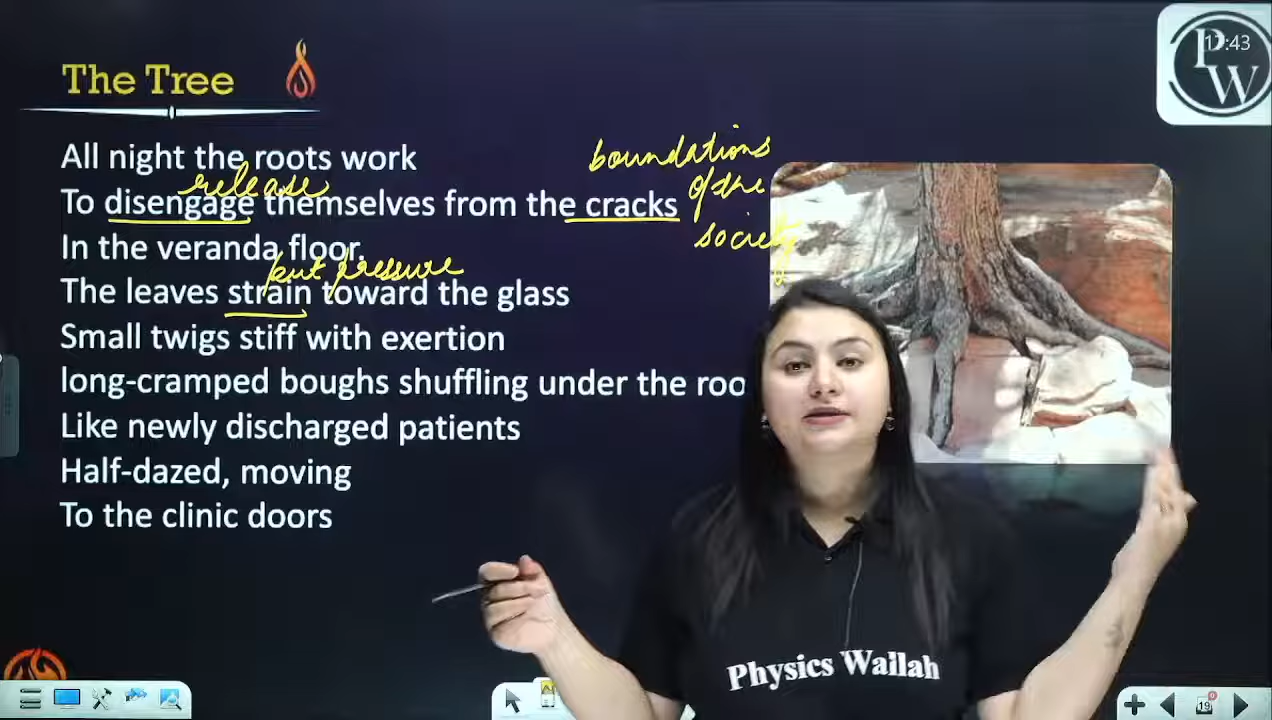 The Tree
All night the roots work
release
To disengage themselves from the cracks
boundations
of the
society
In the veranda floor.
put pressure
The leaves strain toward the glass
Small twigs stiff with exertion
long-cramped boughs shuffling under the roo
Like newly discharged patients
Half-dazed, moving
To the clinic doors
PW
:43
Physics Wallah
19